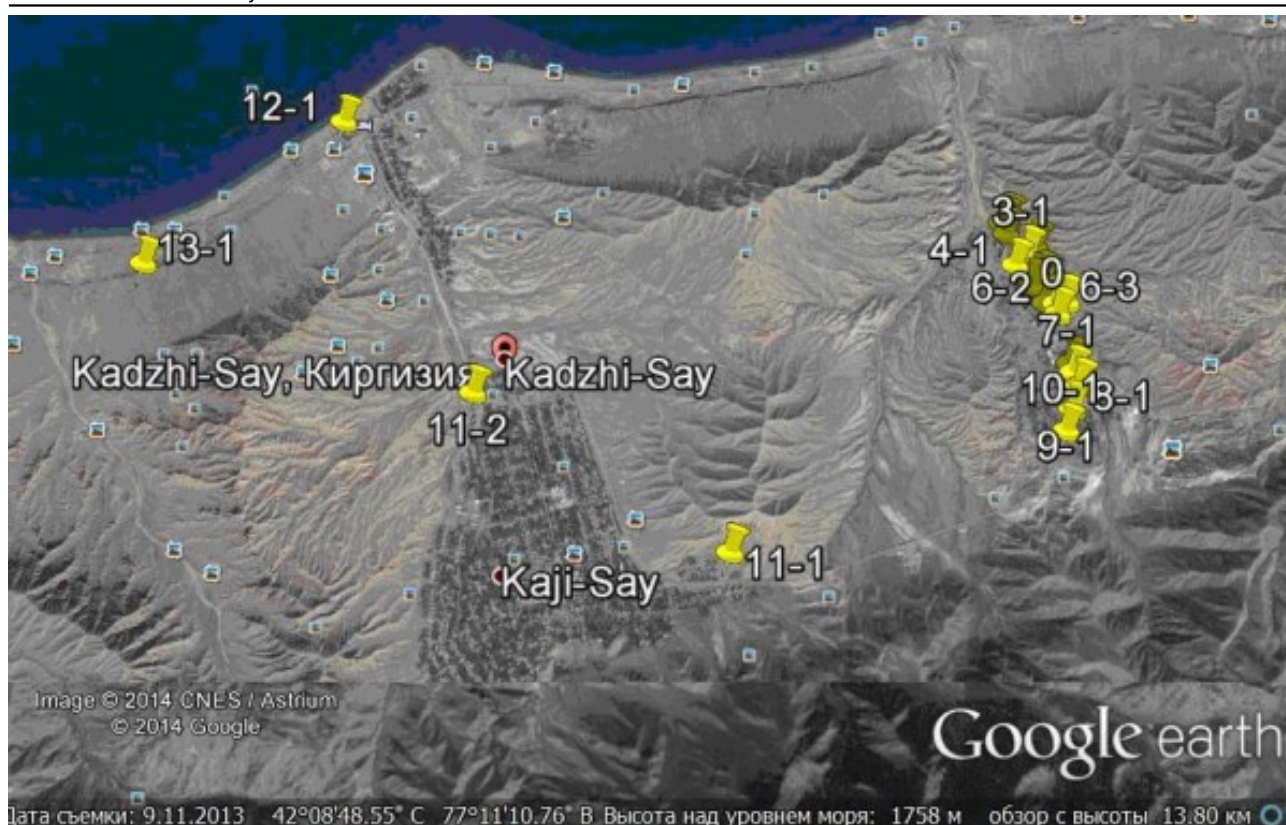 12-1
3-1
13-1
4-1
0
6-2
6-3
7-1
Kadzhi-Say, Киргизия
Kadzhi-Say
10-1
3-1
11-2
9-1
11-1
Kaji-Say
Image © 2014 CNES / Astrium
© 2014 Google
Google earth
Дата съемки: 9.11.2013 42°08'48.55" С 77°11'10.76" В Высота над уровнем моря: 1758 м обзор с высоты 13.80 км